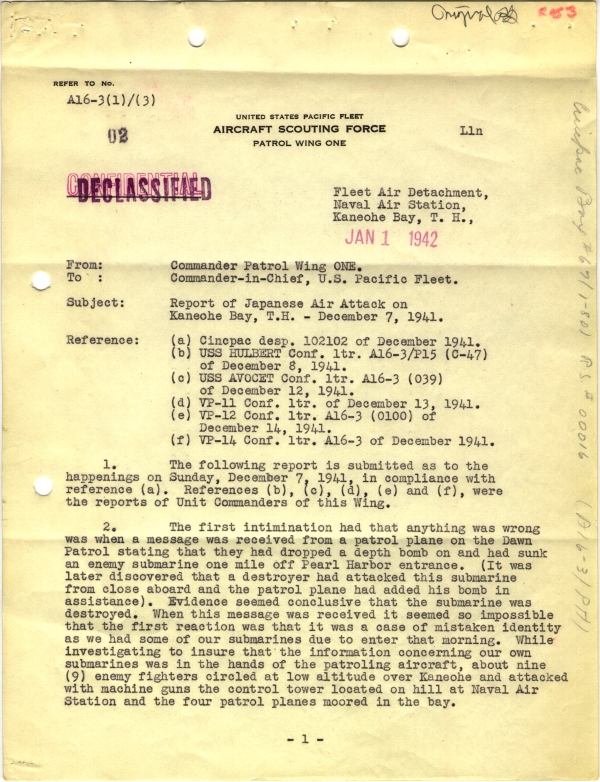 Original
REFER TO No.
A16-3(1)/(3)
02
UNITED STATES PACIFIC FLEET
AIRCRAFT SCOUTING FORCE
PATROL WING ONE
Lln
CONFIDENTIAL
DECLASSIFIED
Fleet Air Detachment,
Naval Air Station,
Kaneohe Bay, T. H.,
JAN 1 1942
From: Commander Patrol Wing ONE.
To : Commander-in-Chief, U.S. Pacific Fleet.
Subject: Report of Japanese Air Attack on
Kaneohe Bay, T.H. - December 7, 1941.
Reference: (a) Cincpac desp. 102102 of December 1941.
(b) USS HULBERT Conf. ltr. A16-3/P15 (C-47)
of December 8, 1941.
(c) USS AVOCET Conf. ltr. A16-3 (039)
of December 12, 1941.
(d) VP-11 Conf. ltr. of December 13, 1941.
(e) VP-12 Conf. ltr. A16-3 (0100) of
December 14, 1941.
(f) VP-14 Conf. ltr. A16-3 of December 1941.
1. The following report is submitted as to the
happenings on Sunday, December 7, 1941, in compliance with
reference (a). References (b), (c), (d), (e) and (f), were
the reports of Unit Commanders of this Wing.
2. The first intimination had that anything was wrong
was when a message was received from a patrol plane on the Dawn
Patrol stating that they had dropped a depth bomb on and had sunk
an enemy submarine one mile off Pearl Harbor entrance. (It was
later discovered that a destroyer had attacked this submarine
from close aboard and the patrol plane had added his bomb in
assistance). Evidence seemed conclusive that the submarine was
destroyed. When this message was received it seemed so impossible
that the first reaction was that it was a case of mistaken identity
as we had some of our submarines due to enter that morning. While
investigating to insure that the information concerning our own
submarines was in the hands of the patroling aircraft, about nine
(9) enemy fighters circled at low altitude over Kaneohe and attacked
with machine guns the control tower located on hill at Naval Air
Station and the four patrol planes moored in the bay.
- 1 -